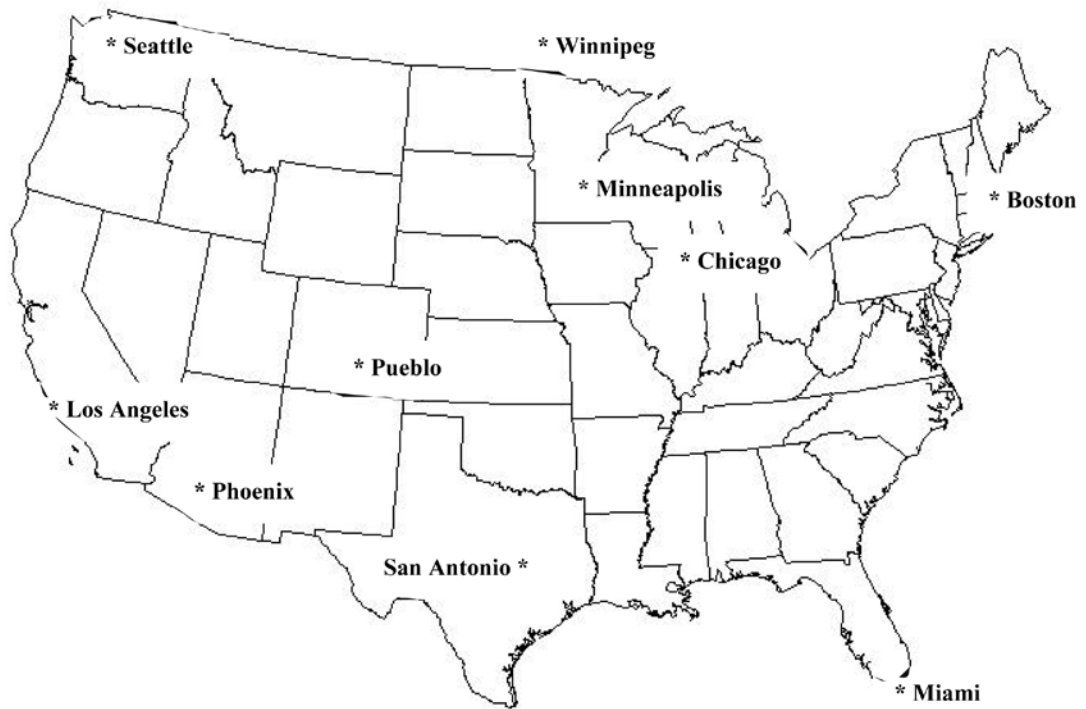 * Seattle
* Winnipeg
* Minneapolis
* Boston
* Chicago
* Pueblo
* Los Angeles
* Phoenix
San Antonio *
* Miami